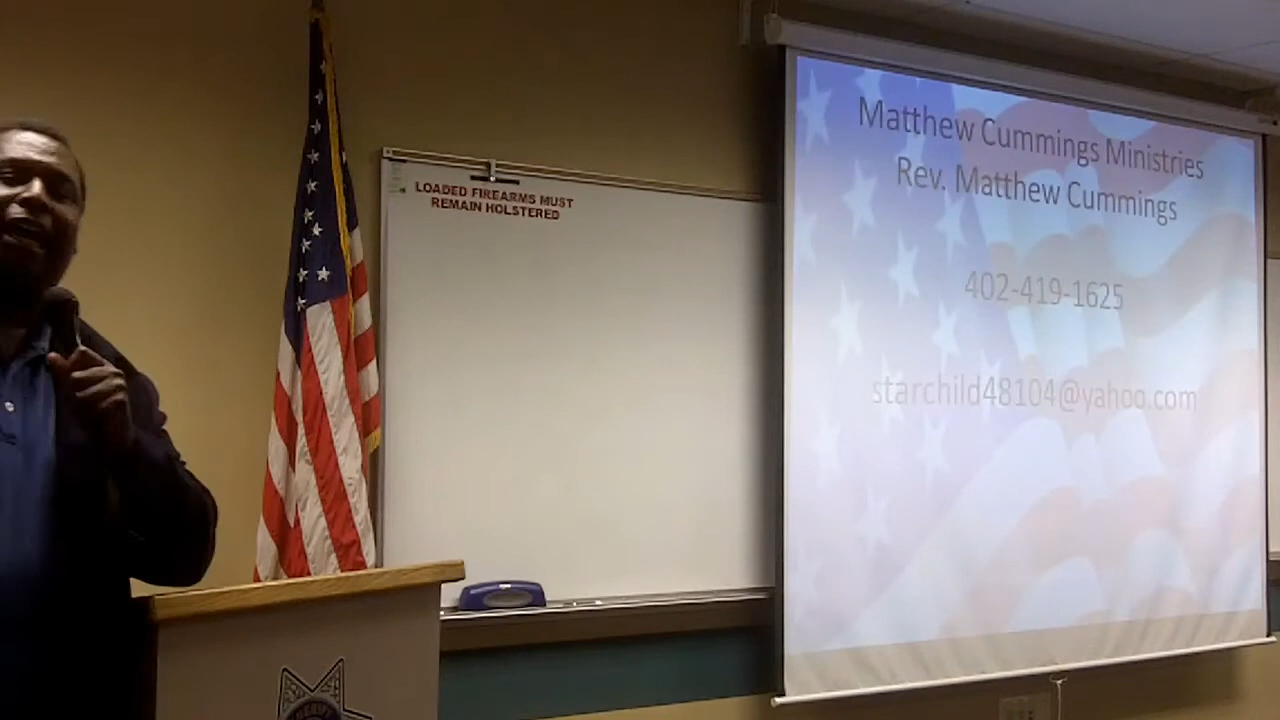 LOADED FIREARMS MUST
REMAIN HOLSTERED
Matthew Cummings Ministries
Rev. Matthew Cummings
402-419-1625
starchild48104@yahoo.com